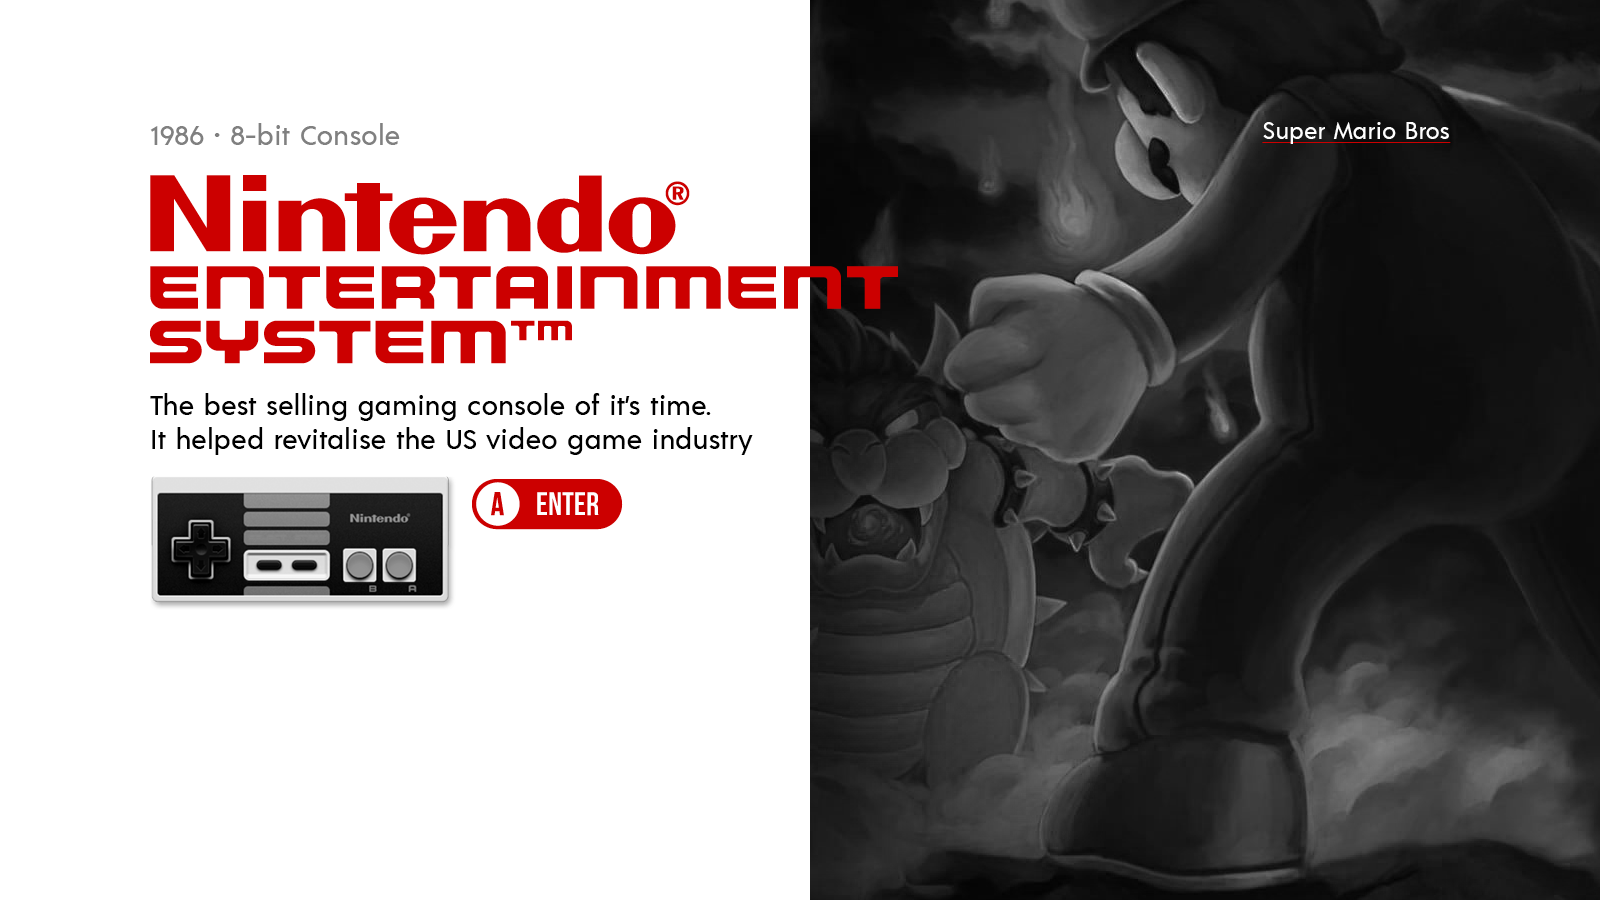 1986 · 8-bit Console
Super Mario Bros
Nintendo®
ENTERTAINMENT
SYSTEM™
The best selling gaming console of it's time.
It helped revitalise the US video game industry
Nintendo®
A ENTER
B A